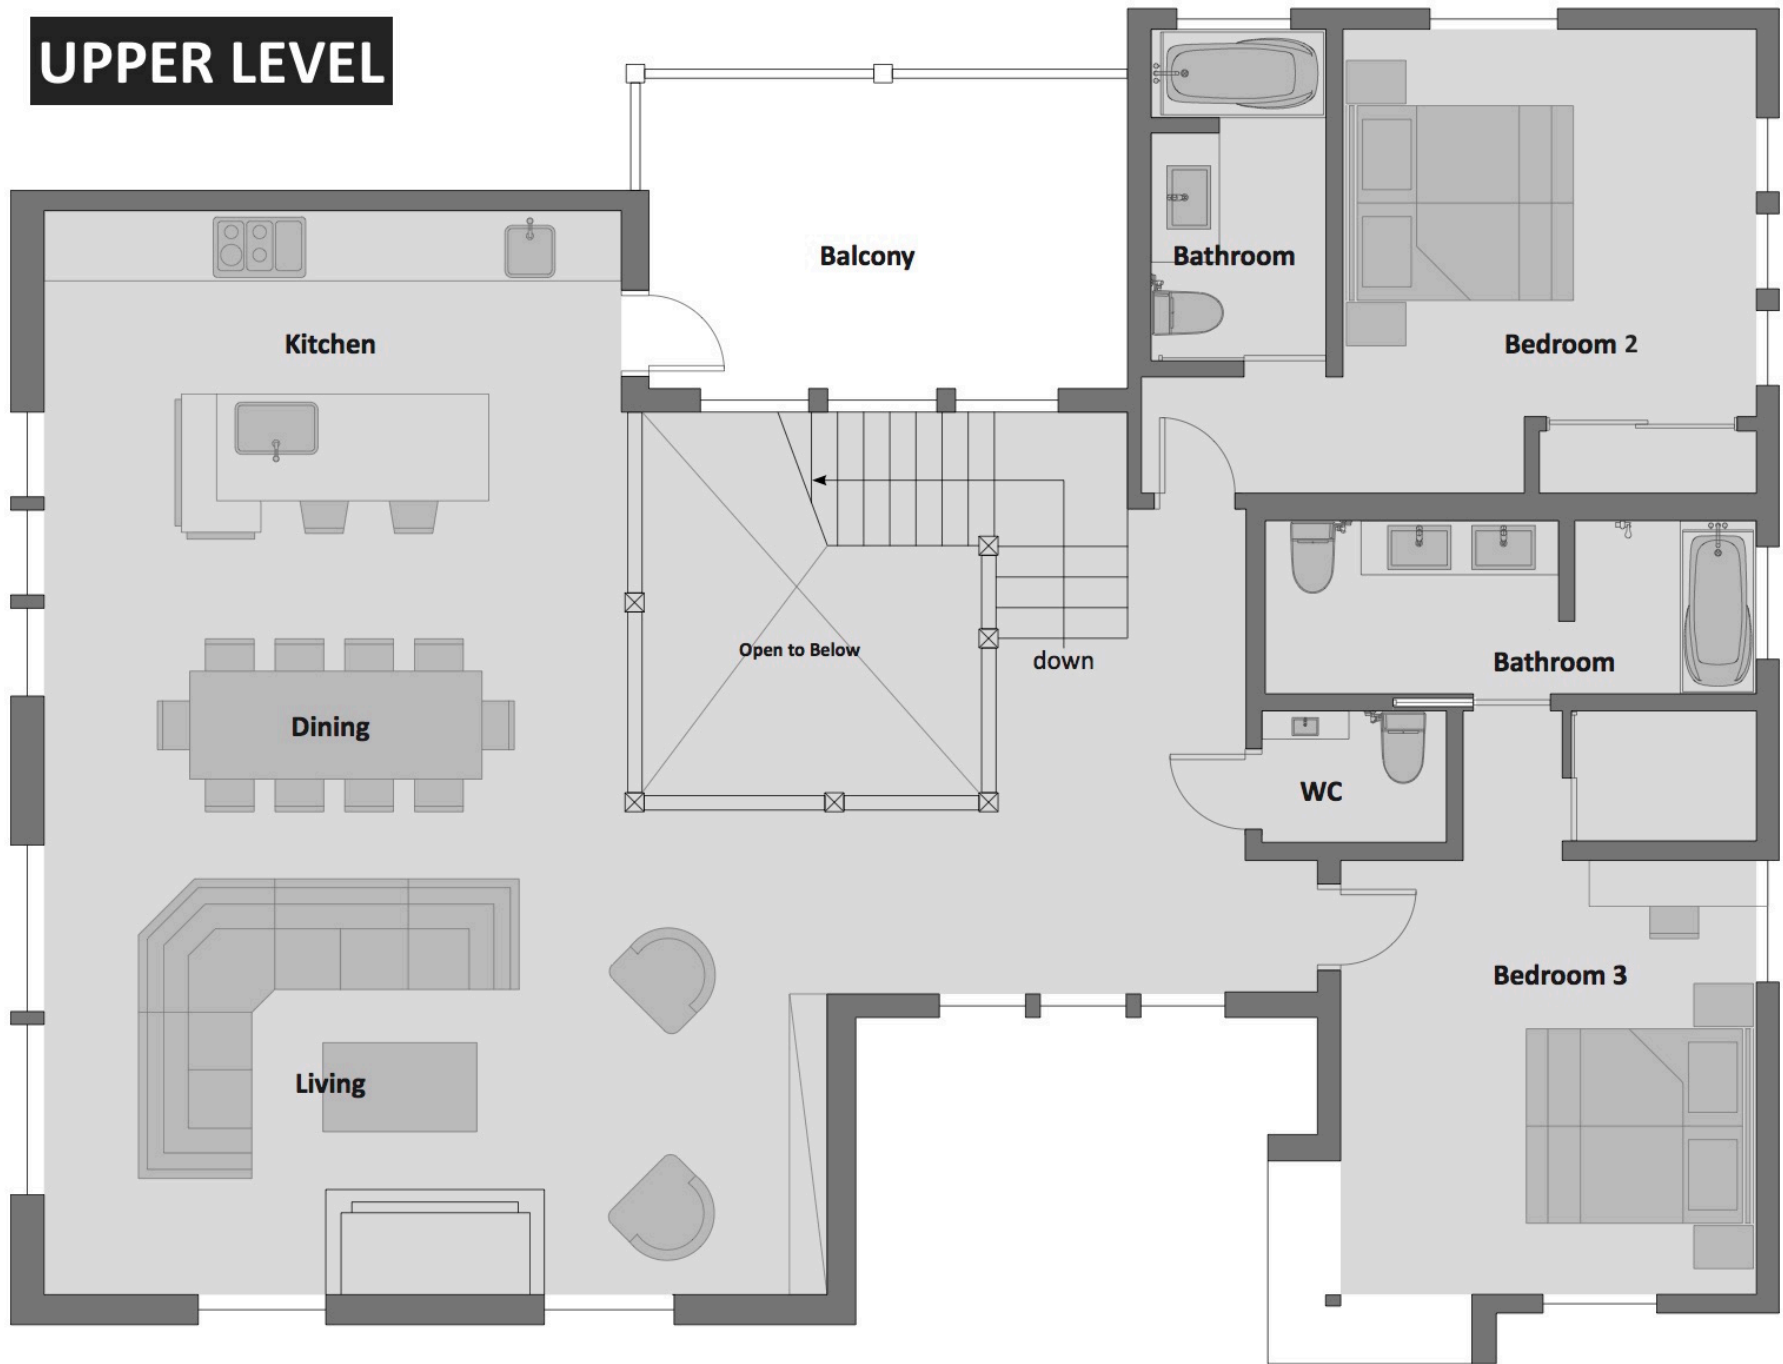 UPPER LEVEL
Balcony
Bathroom
Kitchen
Bedroom 2
Open to Below
down
Bathroom
Dining
WC
Bedroom 3
Living